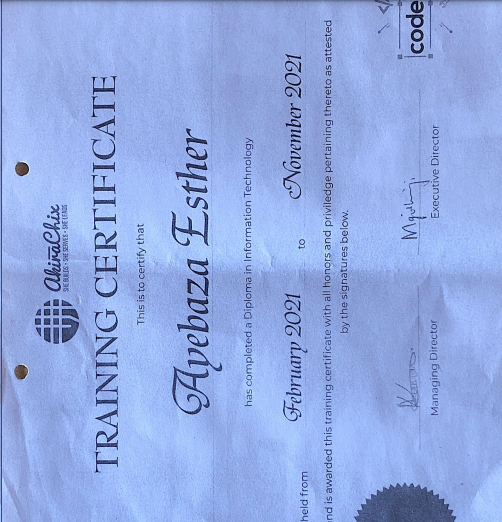 AkiraChix
SHE BUILDS • SHE SERVES • SHE LEADS
TRAINING CERTIFICATE
This is to certify that
Ayebaza Esther
has completed a Diploma in Information Technology
held from February 2021 to November 2021
nd is awarded this training certificate with all honors and priviledge pertaining thereto as attested
by the signatures below.
Managing Director
Executive Director
</>
code